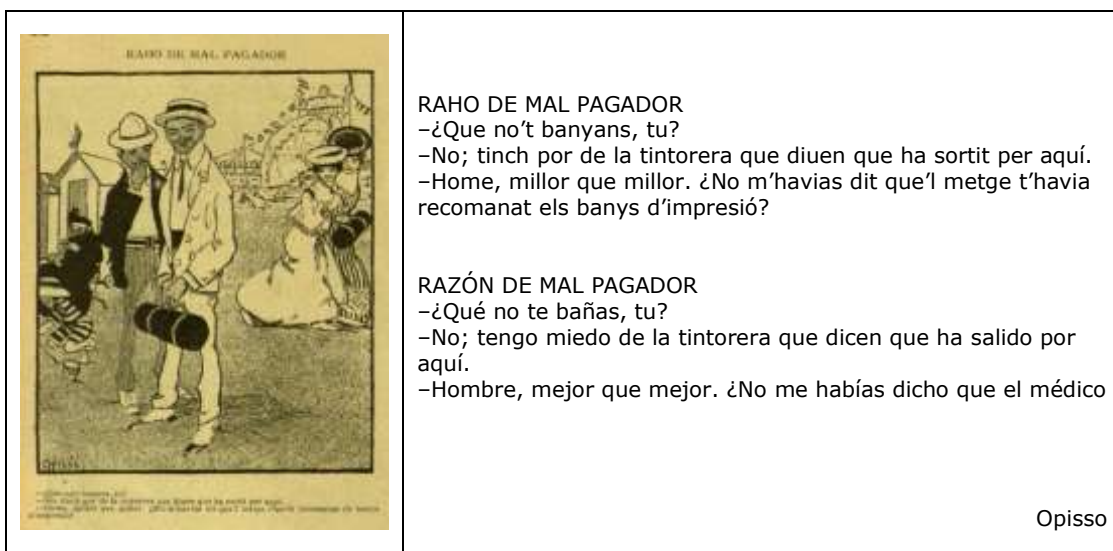 RAHO DE MAL PAGADOR
OPISSO
RAHO DE MAL PAGADOR
–¿Que no't banyans, tu?
–No; tinch por de la tintorera que diuen que ha sortit per aquí.
–Home, millor que millor. ¿No m'havias dit que'l metge t'havia
recomanat els banys d'impresió?
RAZÓN DE MAL PAGADOR
–¿Qué no te bañas, tu?
–No; tengo miedo de la tintorera que dicen que ha salido por
aquí.
–Hombre, mejor que mejor. ¿No me habías dicho que el médico
Opisso